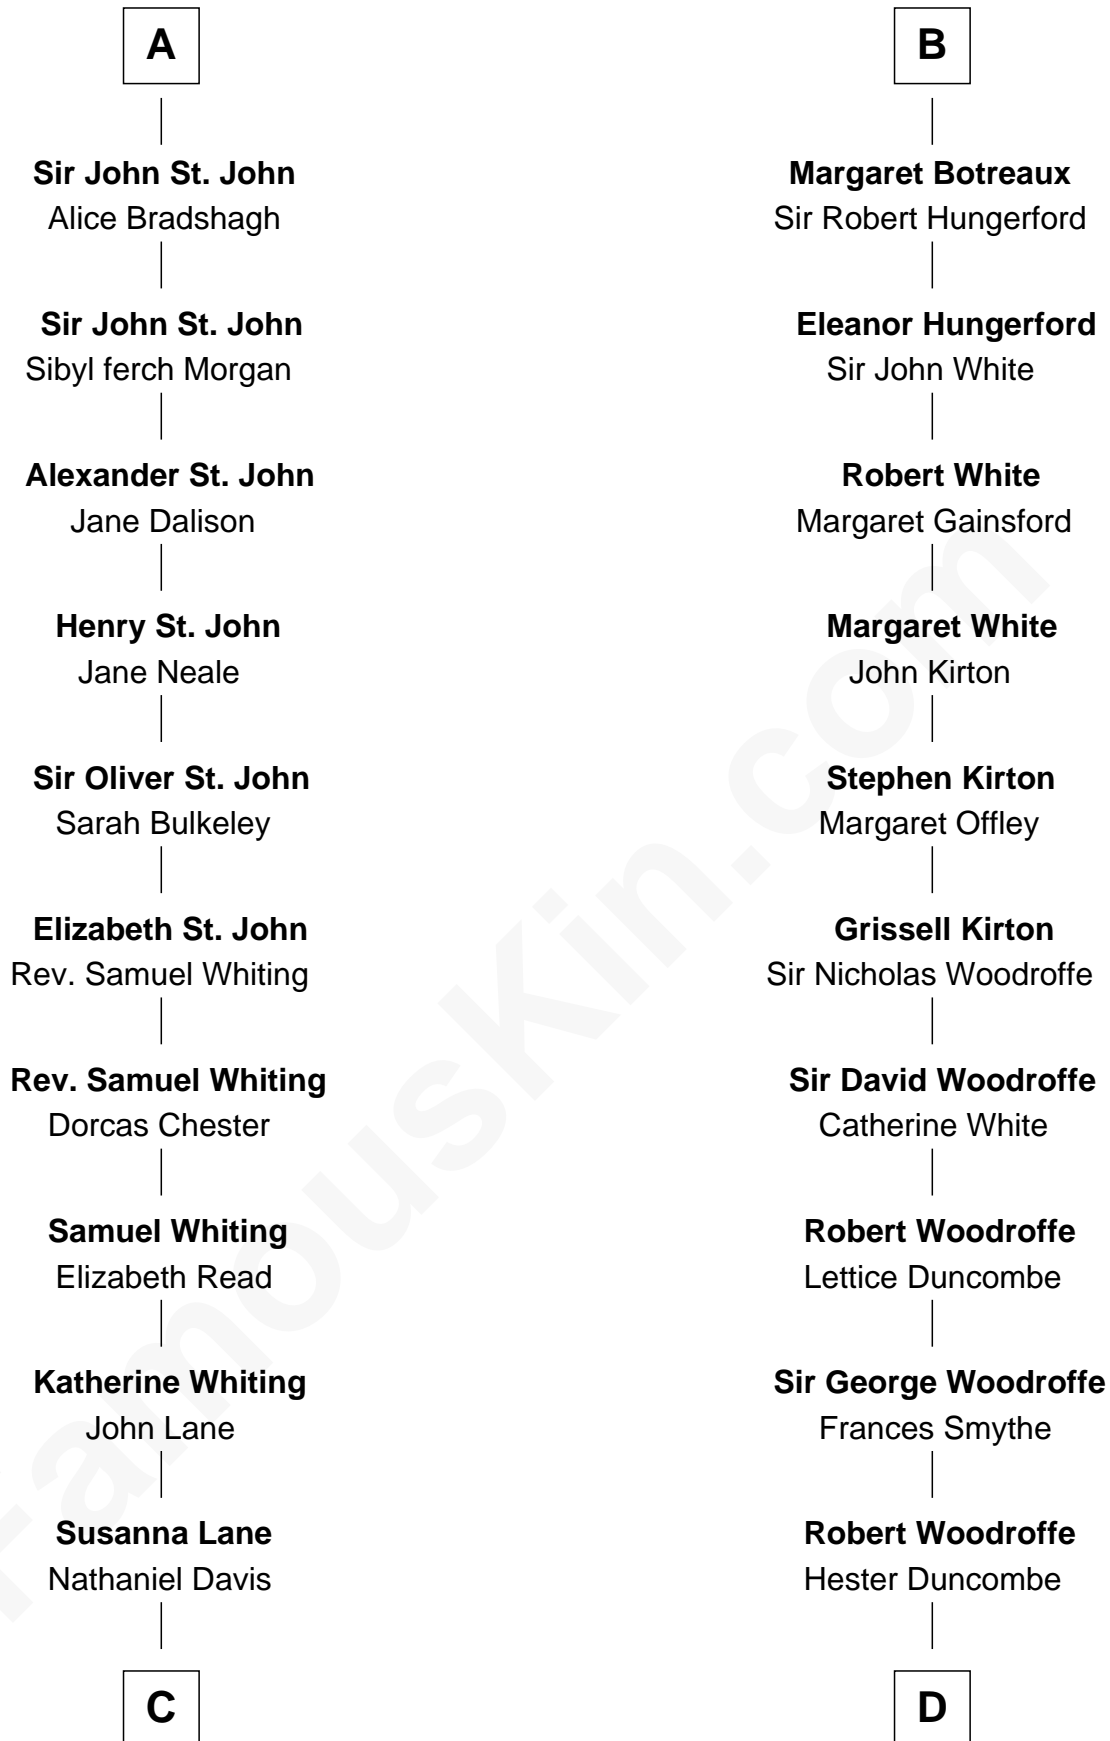 A
Sir John St. John
Alice Bradshagh
Sir John St. John
Sibyl ferch Morgan
Alexander St. John
Jane Dalison
Henry St. John
Jane Neale
Sir Oliver St. John
Sarah Bulkeley
Elizabeth St. John
Rev. Samuel Whiting
Rev. Samuel Whiting
Dorcas Chester
Samuel Whiting
Elizabeth Read
Katherine Whiting
John Lane
Susanna Lane
Nathaniel Davis
C
B
Margaret Botreaux
Sir Robert Hungerford
Eleanor Hungerford
Sir John White
Robert White
Margaret Gainsford
Margaret White
John Kirton
Stephen Kirton
Margaret Offley
Grissell Kirton
Sir Nicholas Woodroffe
Sir David Woodroffe
Catherine White
Robert Woodroffe
Lettice Duncombe
Sir George Woodroffe
Frances Smythe
Robert Woodroffe
Hester Duncombe
D
FamousKin.com